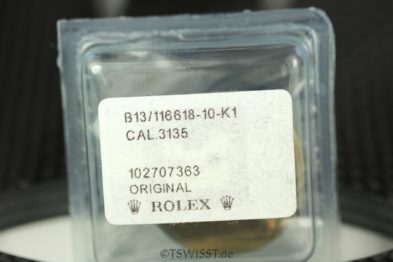 B13/116618-10-K1
CAL.3135
102707363
ORIGINAL
ROLEX
©TSWISST.de